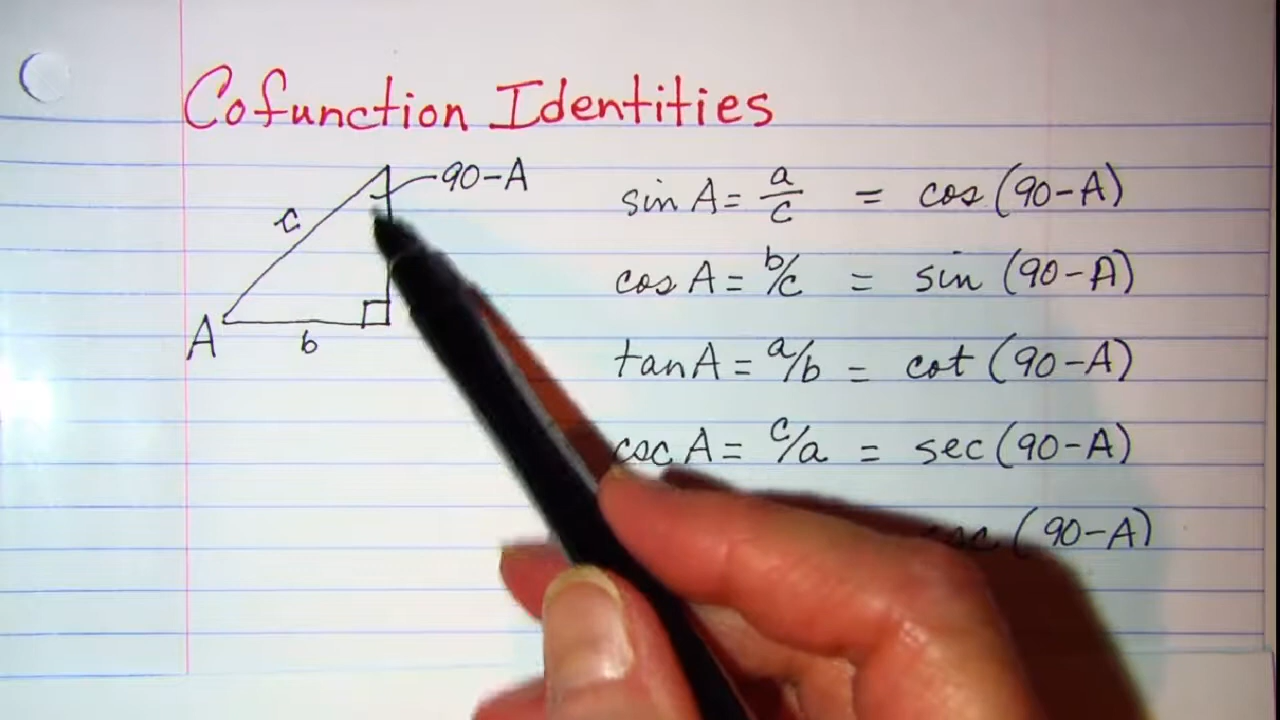 Cofunction Identities
90-A
c
A
b
sin A = a/c = cos (90-A)
cos A = b/c = sin (90-A)
tan A = a/b = cot (90-A)
csc A = c/a = sec (90-A)
(90-A)